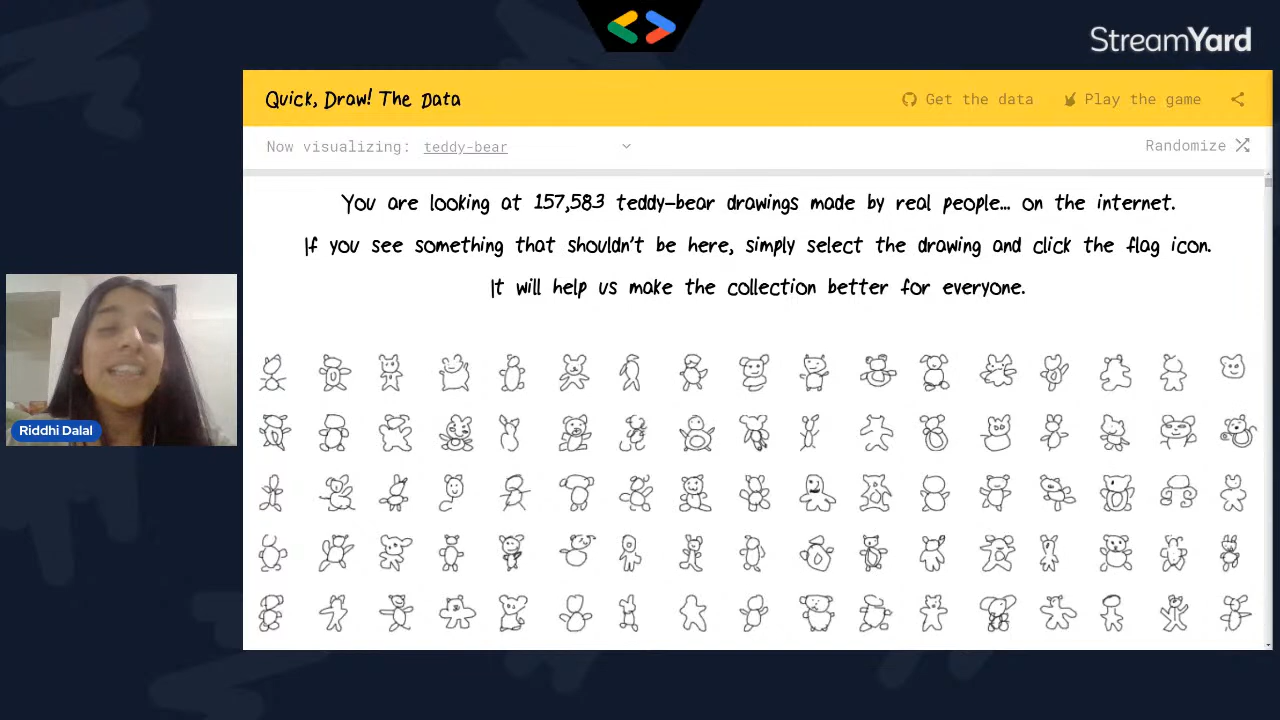 StreamYard
Quick, Draw! The Data
Get the data
Play the game
Now visualizing: teddy-bear
Randomize
You are looking at 157,583 teddy-bear drawings made by real people... on the internet.
If you see something that shouldn't be here, simply select the drawing and click the flag icon.
It will help us make the collection better for everyone.
Riddhi Dalal